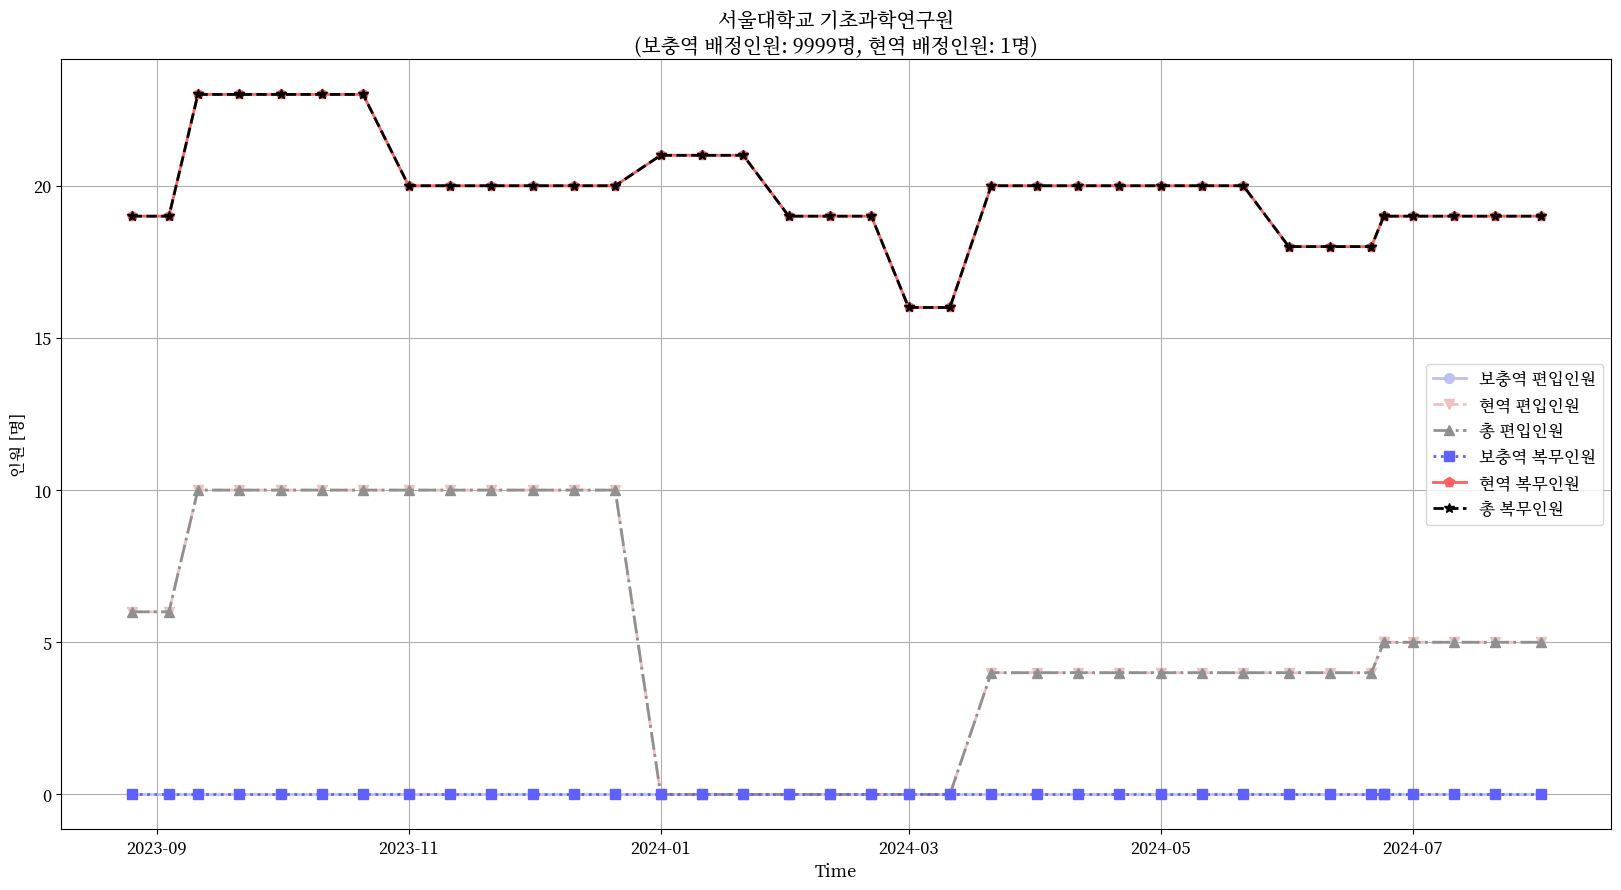 서울대학교 기초과학연구원
(보충역 배정인원: 9999명, 현역 배정인원: 1명)
인원 [명]
20
15
10
5
0
보충역 편입인원
현역 편입인원
총 편입인원
보충역 복무인원
현역 복무인원
총 복무인원
2023-09
2023-11
2024-01
2024-03
2024-05
2024-07
Time